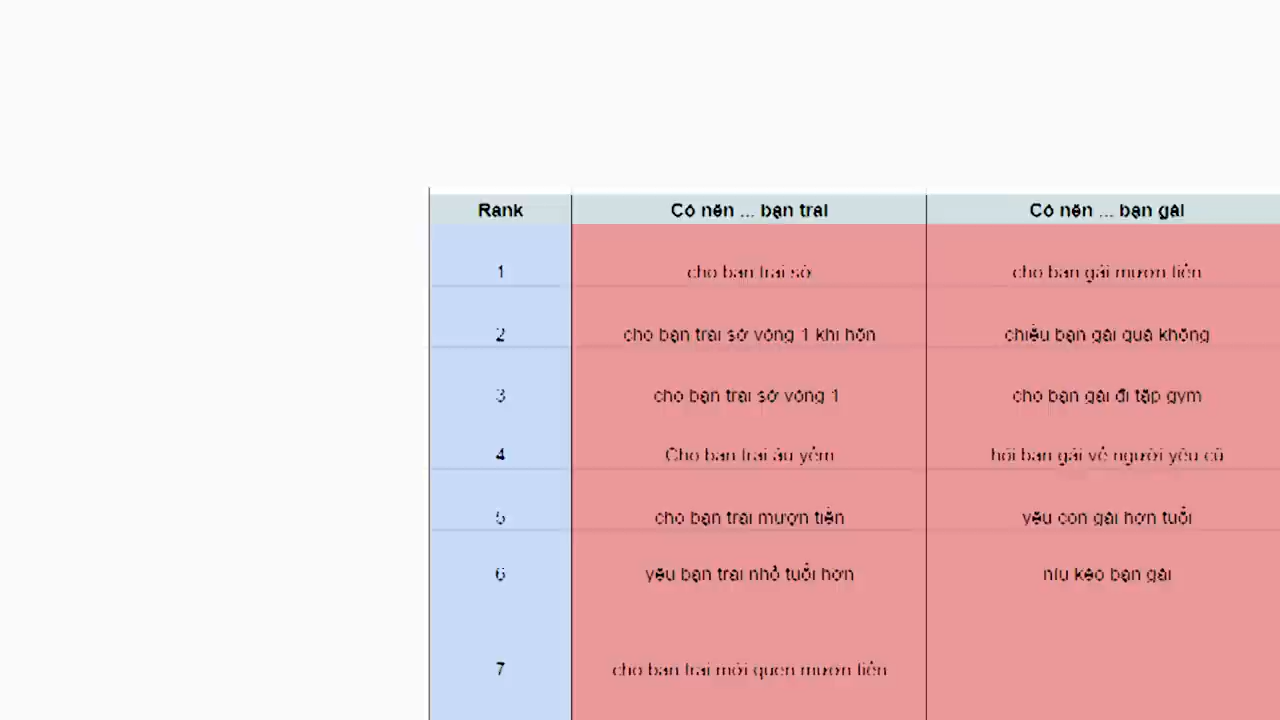 Rank Có nên ... bạn trai Có nên ... bạn gái
1 cho bạn trai sờ cho bạn gái mượn tiền
2 cho bạn trai sờ vòng 1 khi hôn chiều bạn gái quá không
3 cho bạn trai sờ vòng 1 cho bạn gái đi tập gym
4 Cho bạn trai âu yếm hỏi bạn gái về người yêu cũ
5 cho bạn trai mượn tiền yêu con gái hơn tuổi
6 yêu bạn trai nhỏ tuổi hơn níu kéo bạn gái
7 cho bạn trai mới quen mượn tiền